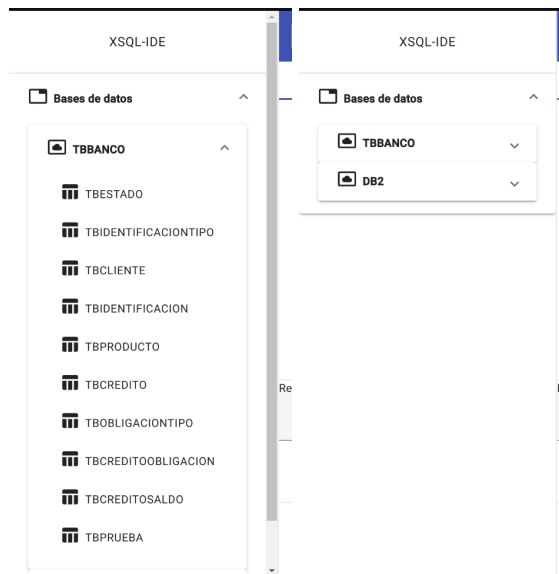 XSQL-IDE
Bases de datos
TBBANCO
TBESTADO
TBIDENTIFICACIONTIPO
TBCLIENTE
TBIDENTIFICACION
TBPRODUCTO
TBCREDITO
TBOBLIGACIONTIPO
TBCREDITOOBLIGACION
TBCREDITOSALDO
TBPRUEBA
Re
XSQL-IDE
Bases de datos
TBBANCO
DB2